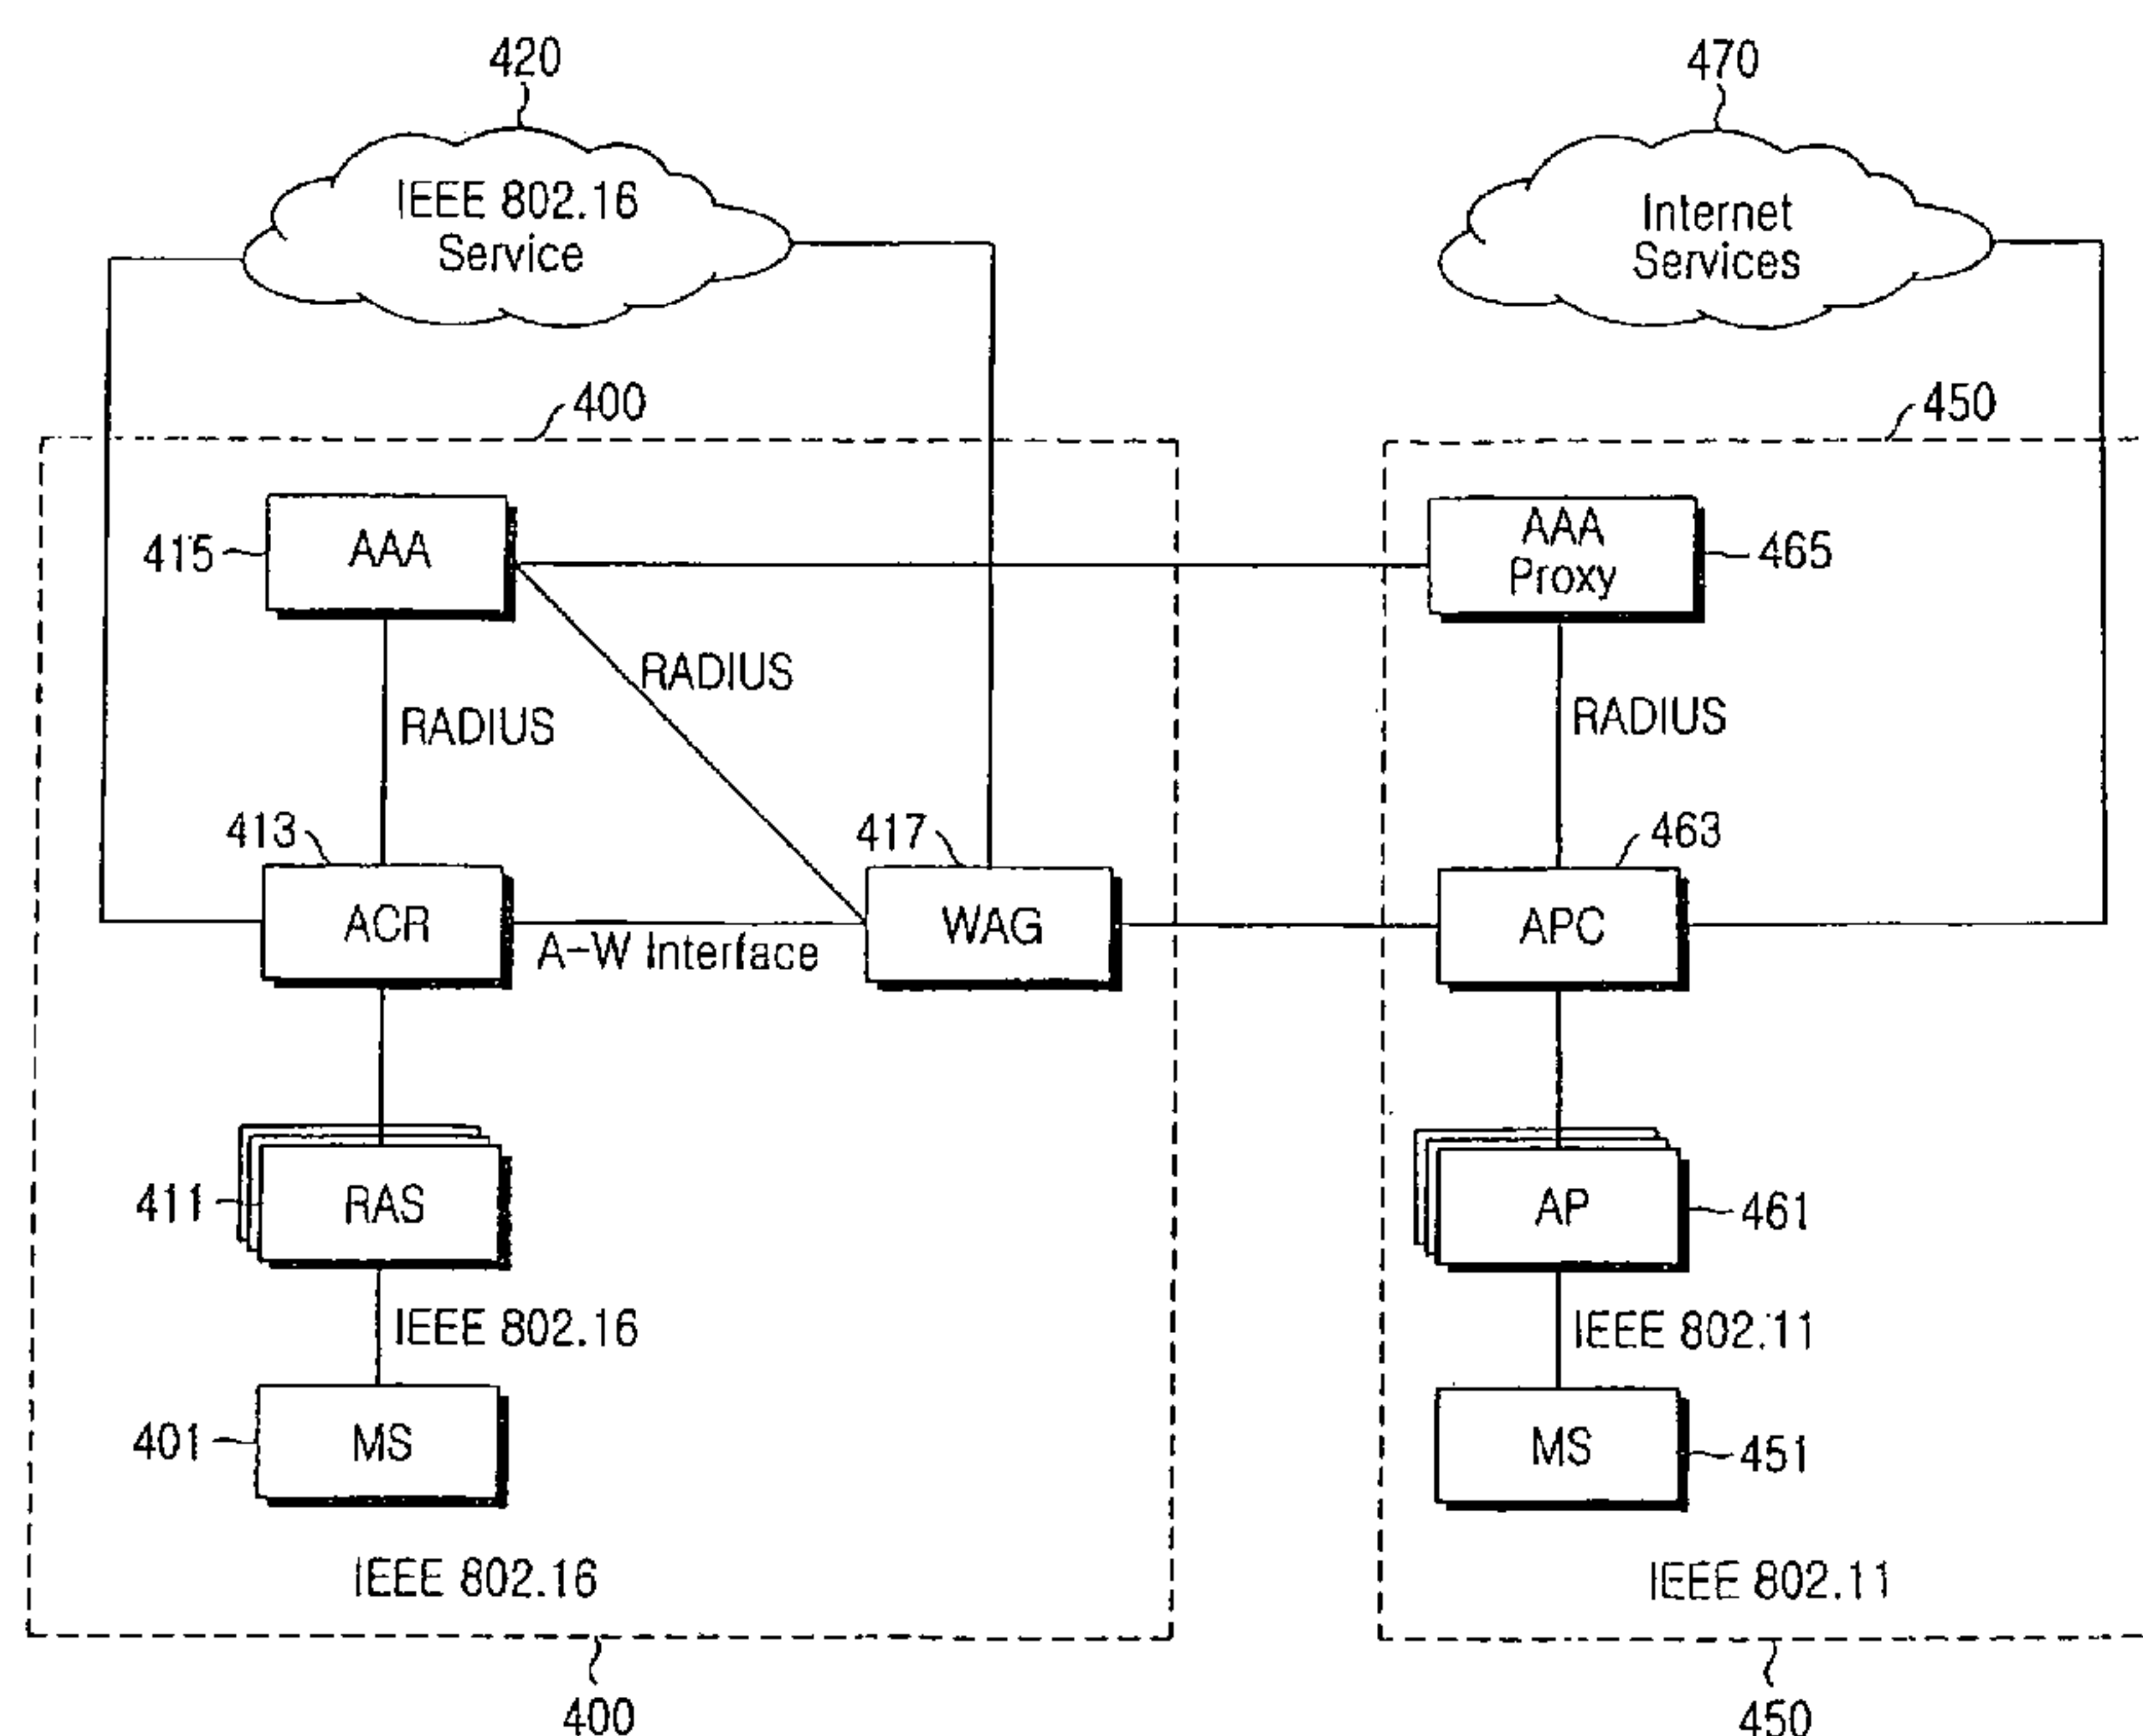 420
470
IEEE 802.16
Service
Internet
Services
400
450
415
AAA
AAA
Proxy
465
RADIUS
RADIUS
RADIUS
413
417
463
ACR
A-W Interface
WAG
APC
411
RAS
AP
461
IEEE 802.16
IEEE 802.11
401
MS
MS
451
IEEE 802.16
IEEE 802.11
400
450